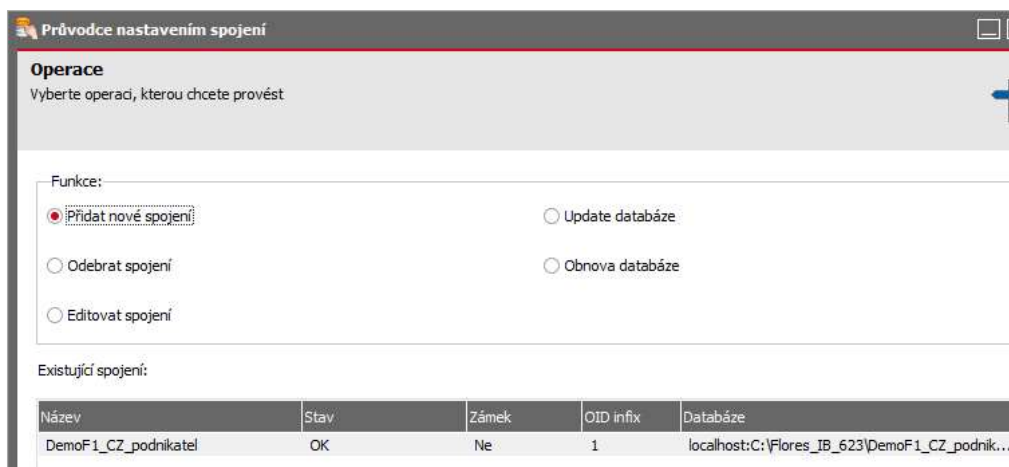 Průvodce nastavením spojení
Operace
Vyberte operaci, kterou chcete provést
Funkce:
Přidat nové spojení
Update databáze
Odebrat spojení
Obnova databáze
Editovat spojení
Existující spojení:
Název Stav Zámek OID infix Databáze
DemoF1_CZ_podnikatel OK Ne 1 localhost:C:\Flores_IB_623\DemoF1_CZ_podnik...